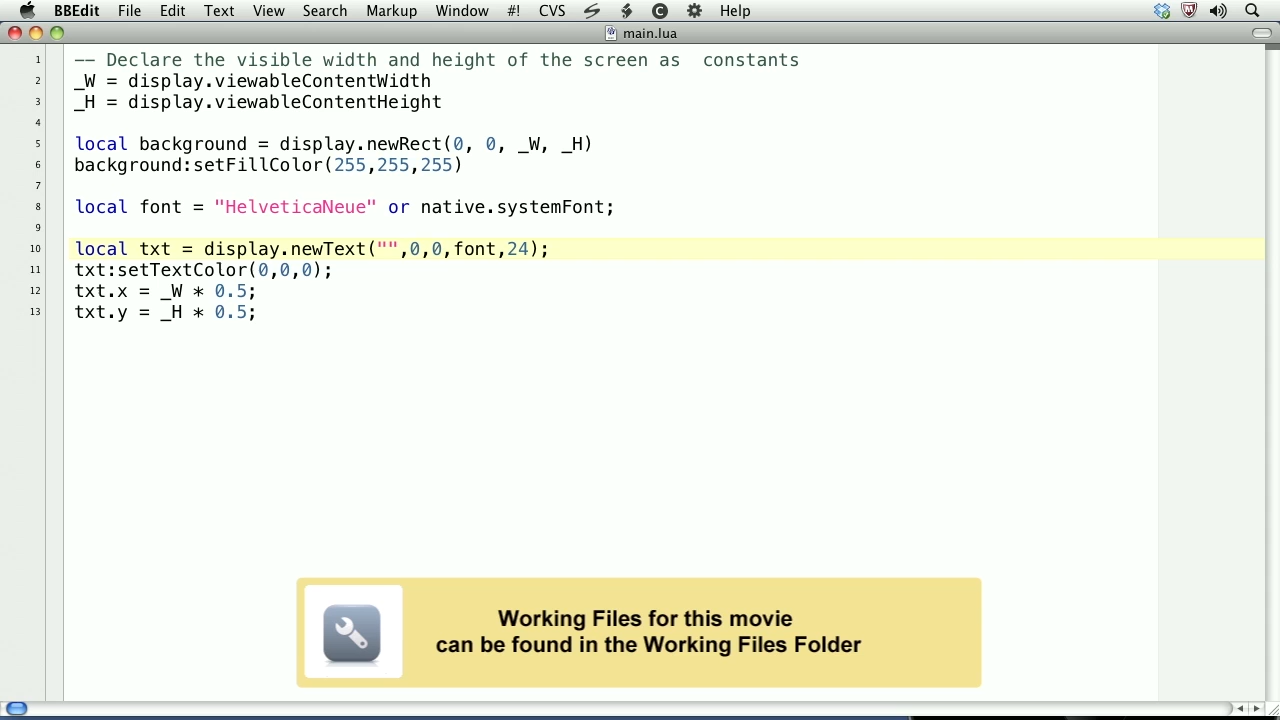 BBEdit File Edit Text View Search Markup Window #! CVS Help
main.lua
1 -- Declare the visible width and height of the screen as  constants
2 _W = display.viewableContentWidth
3 _H = display.viewableContentHeight
4
5 local background = display.newRect(0, 0, _W, _H)
6 background:setFillColor(255,255,255)
7
8 local font = "HelveticaNeue" or native.systemFont;
9
10 local txt = display.newText("",0,0,font,24);
11 txt:setTextColor(0,0,0);
12 txt.x = _W * 0.5;
13 txt.y = _H * 0.5;
Working Files for this movie
can be found in the Working Files Folder